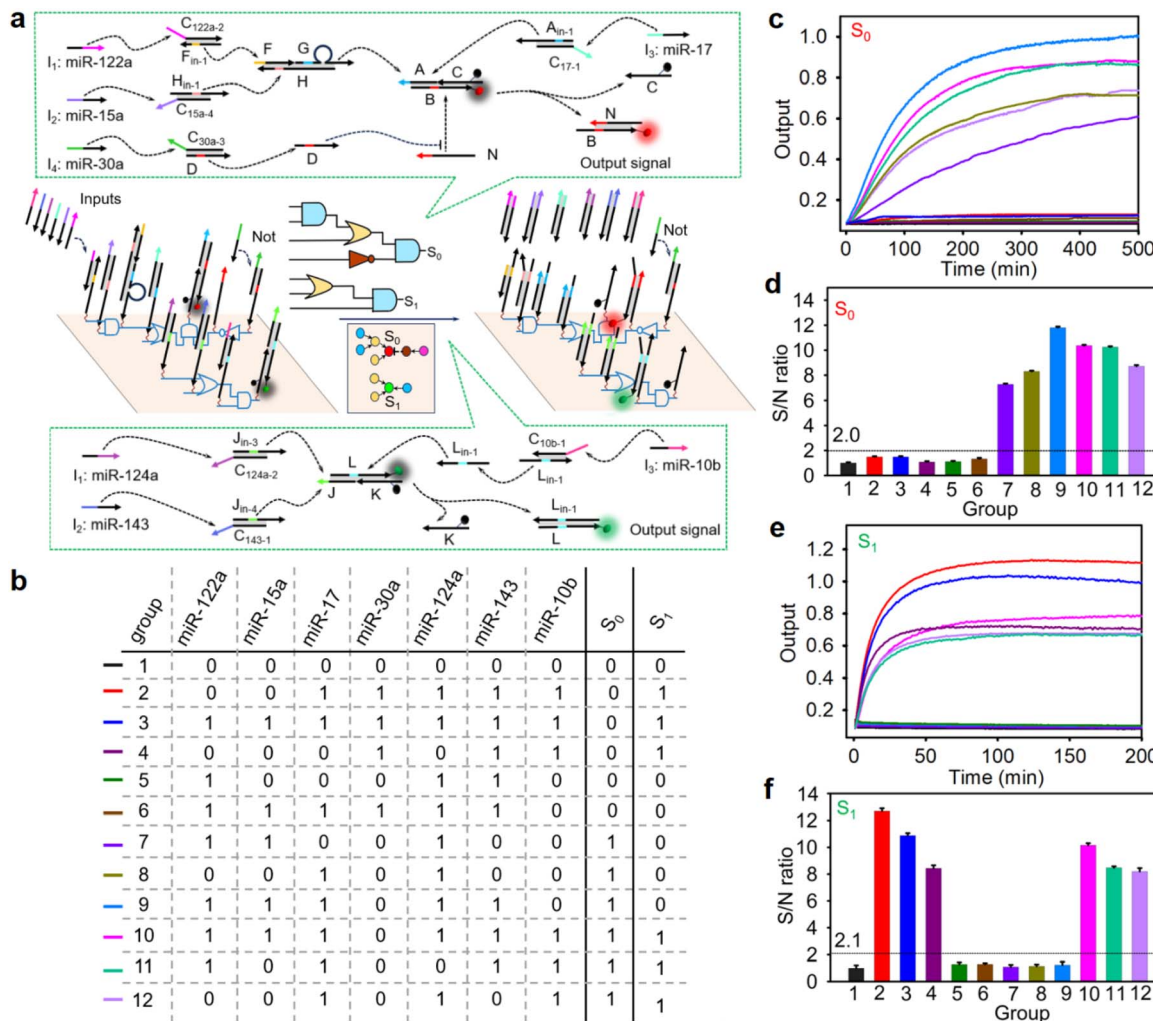 a
C122a-2
Fin-1
F
G
Ain-1
I1: miR-122a
I3: miR-17
C17-1
Hin-1
H
A
C
B
C
I2: miR-15a
C15a-4
N
C30a-3
B
D
N
I4: miR-30a
D
Output signal
Inputs
Not
S0
S1
Not
S0
S1
Jin-3
C10b-1
L
Lin-1
I1: miR-124a
C124a-2
Lin-1
I3: miR-10b
J
K
Jin-4
Lin-1
I2: miR-143
C143-1
K
L
Output signal
b
group miR-122a miR-15a miR-17 miR-30a miR-124a miR-143 miR-10b S0 S1
1 0 0 0 0 0 0 0 0 0
2 0 0 1 1 1 1 1 0 1
3 1 1 1 1 1 1 1 0 1
4 0 0 0 1 0 1 1 0 1
5 1 0 0 0 1 1 0 0 0
6 1 1 1 1 1 1 0 0 0
7 1 1 0 0 1 0 0 1 0
8 0 0 1 0 1 0 0 1 0
9 1 1 1 0 1 1 0 1 0
10 1 1 1 0 1 1 1 1 1
11 1 0 1 0 0 1 1 1 1
12 0 0 1 0 1 0 1 1 1
c
S0
Output
1.0
0.8
0.6
0.4
0.2
0 100 200 300 400 500
Time (min)
d
S0
S/N ratio
14
12
10
8
6
4
2
0
2.0
1 2 3 4 5 6 7 8 9 10 11 12
Group
e
S1
Output
1.2
1.0
0.8
0.6
0.4
0.2
0 50 100 150 200
Time (min)
f
S1
S/N ratio
14
12
10
8
6
4
2
0
2.1
1 2 3 4 5 6 7 8 9 10 11 12
Group